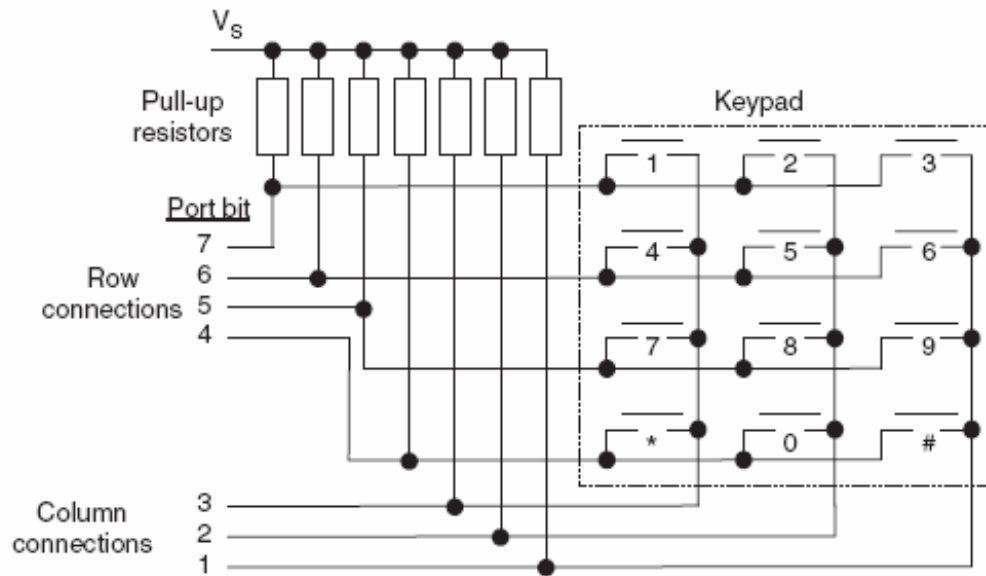 V_S
Pull-up
resistors
Keypad
1 2 3
Port bit
7
4 5 6
6
Row
connections
5
4
7 8 9
* 0 #
3
Column
connections
2
1